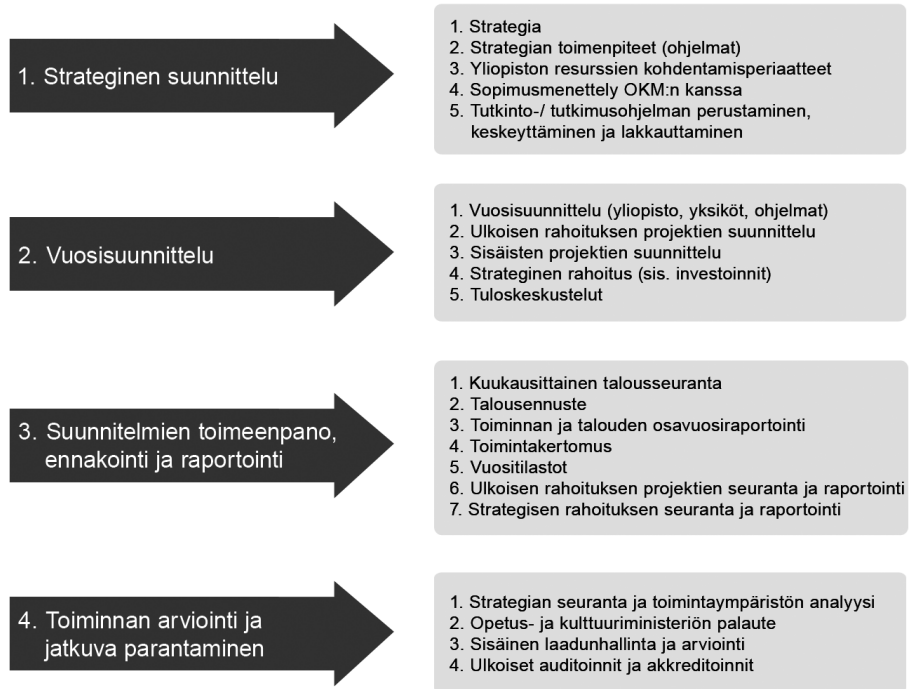 1. Strateginen suunnittelu
1. Strategia
2. Strategian toimenpiteet (ohjelmat)
3. Yliopiston resurssien kohdentamisperiaatteet
4. Sopimusmenettely OKM:n kanssa
5. Tutkinto-/ tutkimusohjelman perustaminen,
keskeyttäminen ja lakkauttaminen
2. Vuosisuunnittelu
1. Vuosisuunnittelu (yliopisto, yksiköt, ohjelmat)
2. Ulkoisen rahoituksen projektien suunnittelu
3. Sisäisten projektien suunnittelu
4. Strateginen rahoitus (sis. investoinnit)
5. Tuloskeskustelut
3. Suunnitelmien toimeenpano,
ennakointi ja raportointi
1. Kuukausittainen talousseuranta
2. Talousennuste
3. Toiminnan ja talouden osavuosiraportointi
4. Toimintakertomus
5. Vuositilastot
6. Ulkoisen rahoituksen projektien seuranta ja raportointi
7. Strategisen rahoituksen seuranta ja raportointi
4. Toiminnan arviointi ja
jatkuva parantaminen
1. Strategian seuranta ja toimintaympäristön analyysi
2. Opetus- ja kulttuuriministeriön palaute
3. Sisäinen laadunhallinta ja arviointi
4. Ulkoiset auditoinnit ja akkreditoinnit